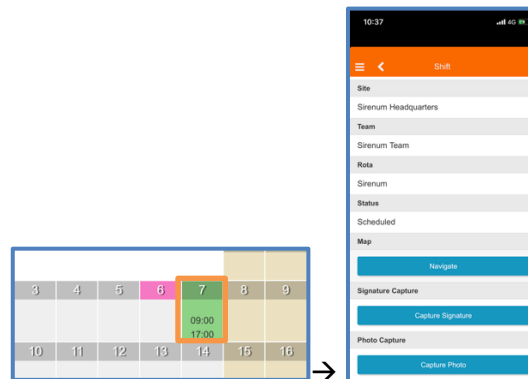 3 4 5 6 7 8 9
09:00
17:00
10 11 12 13 14 15 16
→
10:37 4G
Shift
Site
Sirenum Headquarters
Team
Sirenum Team
Rota
Sirenum
Status
Scheduled
Map
Navigate
Signature Capture
Capture Signature
Photo Capture
Capture Photo